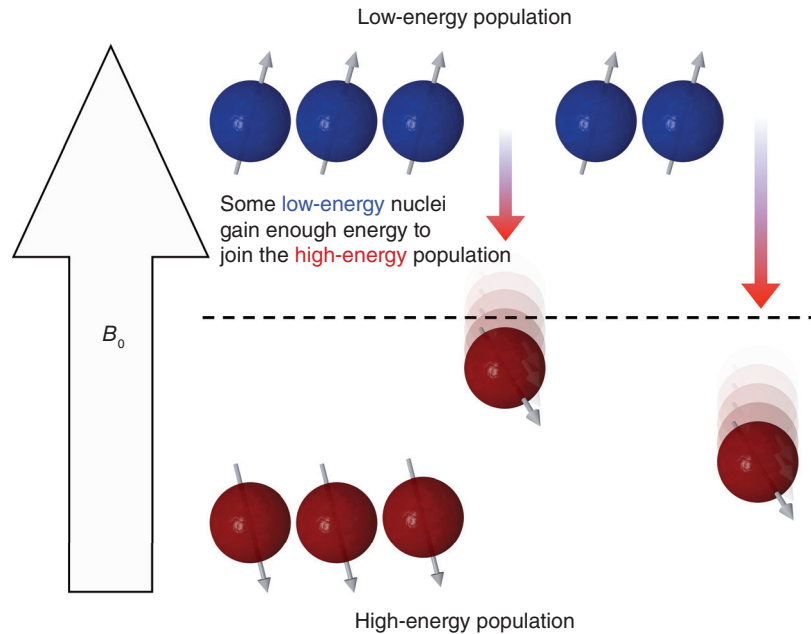 Low-energy population
Some low-energy nuclei
gain enough energy to
join the high-energy population
B₀
High-energy population